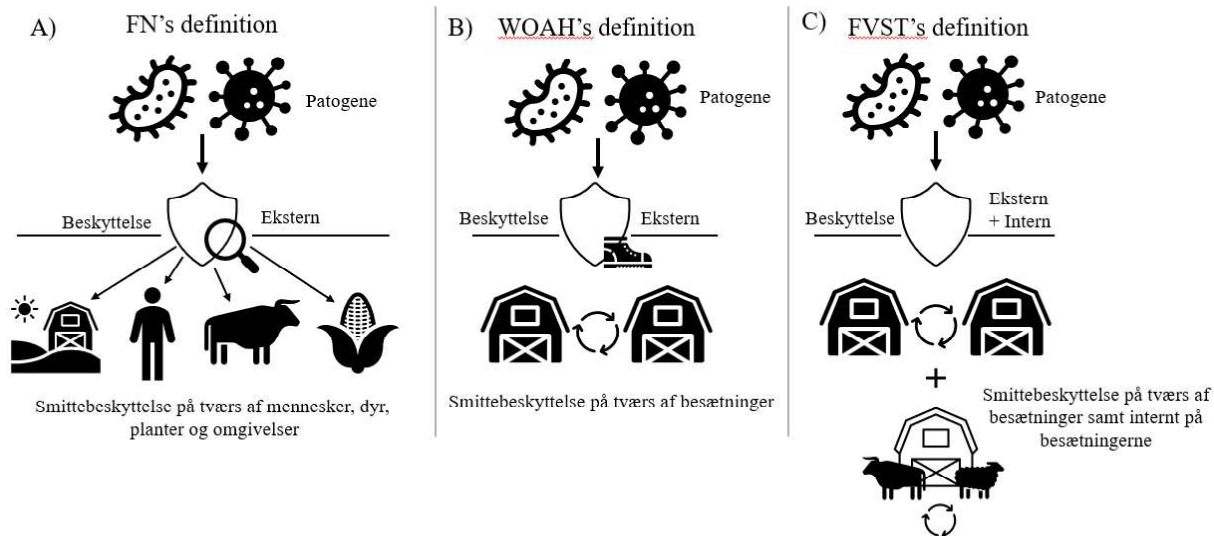 A)
FN's definition
Patogene
Beskyttelse
Ekstern
Smittebeskyttelse på tværs af mennesker, dyr,
planter og omgivelser
B)
WOAH's definition
Patogene
Beskyttelse
Ekstern
Smittebeskyttelse på tværs af besætninger
C)
FVST's definition
Patogene
Beskyttelse
Ekstern
+ Intern
+
Smittebeskyttelse på tværs af
besætninger samt internt på
besætningerne